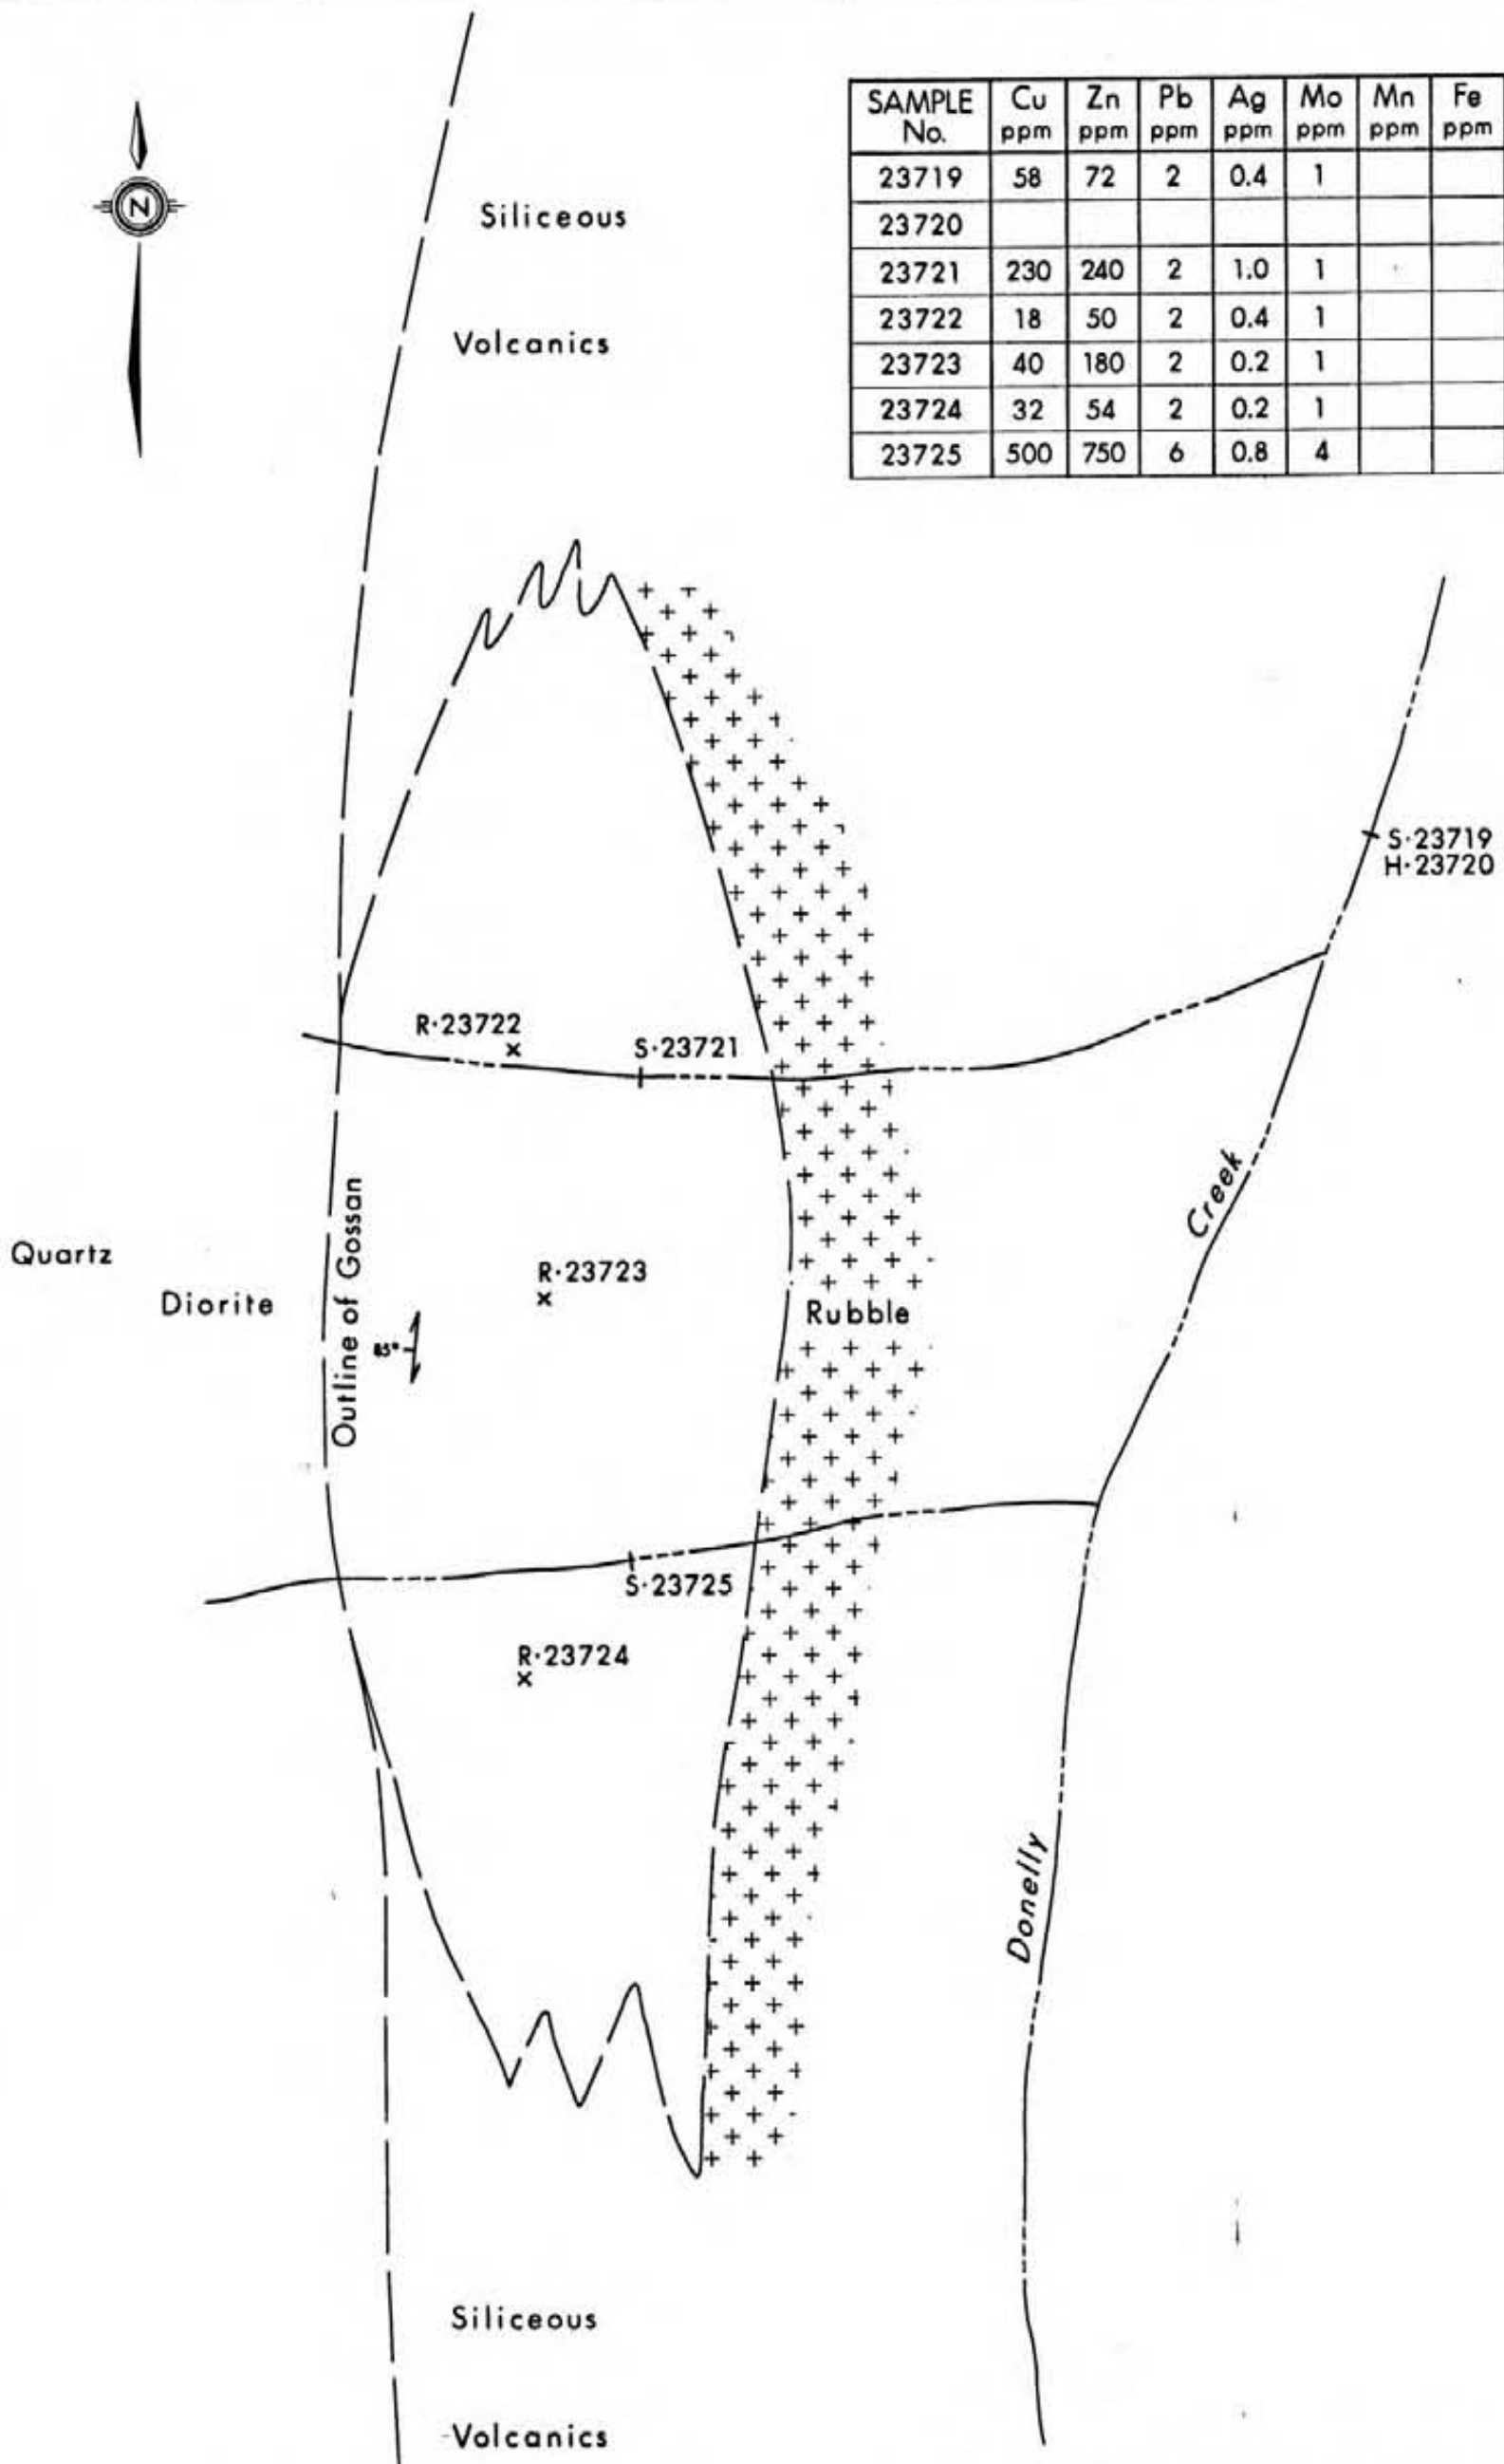 N
SAMPLE No. Cu ppm Zn ppm Pb ppm Ag ppm Mo ppm Mn ppm Fe ppm
23719 58 72 2 0.4 1
23720
23721 230 240 2 1.0 1
23722 18 50 2 0.4 1
23723 40 180 2 0.2 1
23724 32 54 2 0.2 1
23725 500 750 6 0.8 4
Siliceous
Volcanics
S·23719
H·23720
R·23722
S·23721
Creek
Quartz
Diorite
Outline of Gossan
85°
R·23723
Rubble
S·23725
R·23724
Donelly
Siliceous
Volcanics